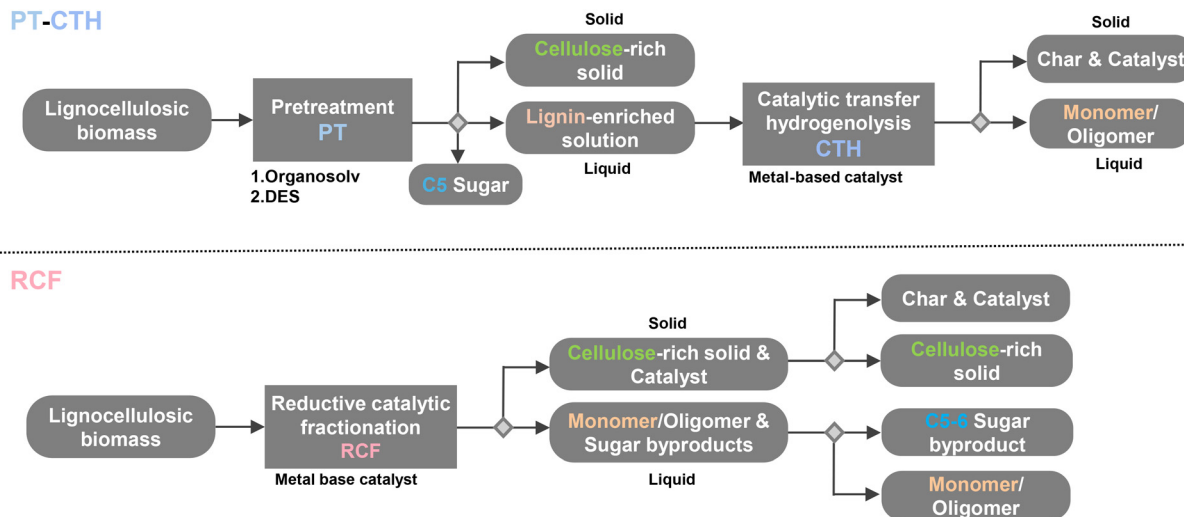 PT-CTH
Lignocellulosic
biomass
Pretreatment
PT
1.Organosolv
2.DES
Solid
Cellulose-rich
solid
Lignin-enriched
solution
Liquid
C5 Sugar
Catalytic transfer
hydrogenolysis
CTH
Metal-based catalyst
Solid
Char & Catalyst
Monomer/
Oligomer
Liquid
RCF
Lignocellulosic
biomass
Reductive catalytic
fractionation
RCF
Metal base catalyst
Solid
Cellulose-rich solid &
Catalyst
Monomer/Oligomer &
Sugar byproducts
Liquid
Char & Catalyst
Cellulose-rich
solid
C5-6 Sugar
byproduct
Monomer/
Oligomer